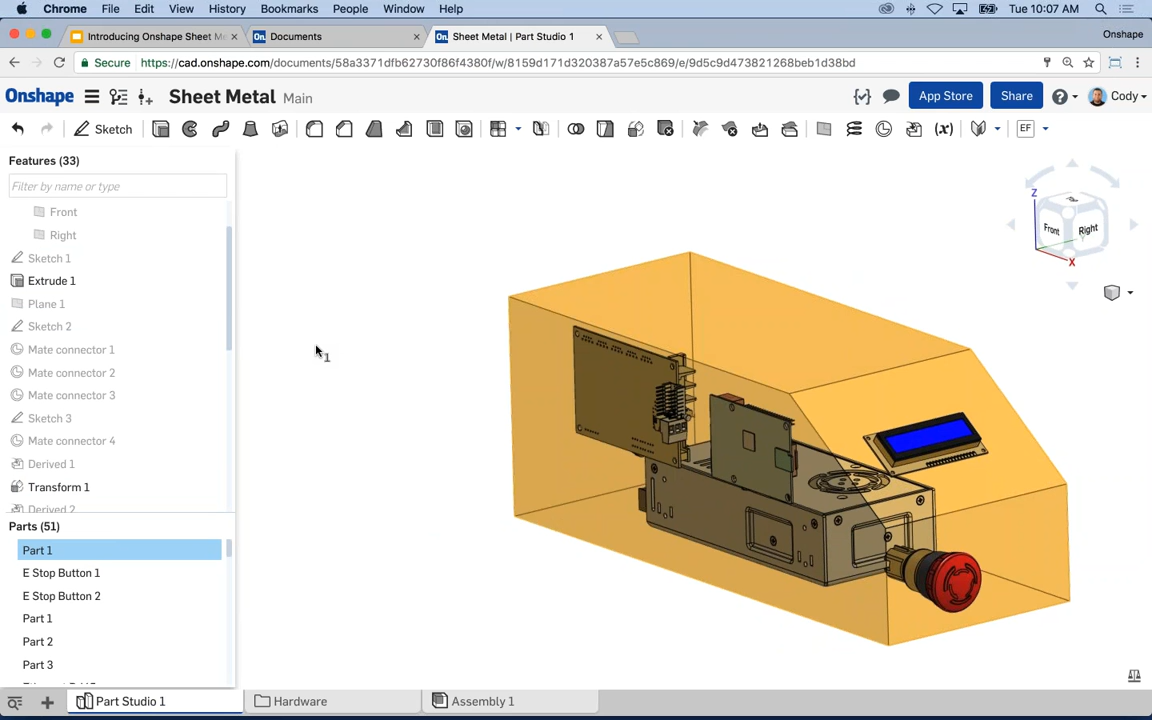 Chrome File Edit View History Bookmarks People Window Help Tue 10:07 AM
Introducing Onshape Sheet Me Documents Sheet Metal | Part Studio 1 Onshape
Secure https://cad.onshape.com/documents/58a3371dfb62730f86f4380f/w/8159d171d320387a57e5c869/e/9d5c9d473821268beb1d38bd
Onshape Sheet Metal Main App Store Share Cody
Sketch (x) EF
Features (33)
Filter by name or type
Front
Right
Sketch 1
Extrude 1
Plane 1
Sketch 2
Mate connector 1
Mate connector 2
Mate connector 3
Sketch 3
Mate connector 4
Derived 1
Transform 1
Derived 2
Parts (51)
Part 1
E Stop Button 1
E Stop Button 2
Part 1
Part 2
Part 3
1
Z
Front Right
X
Part Studio 1 Hardware Assembly 1